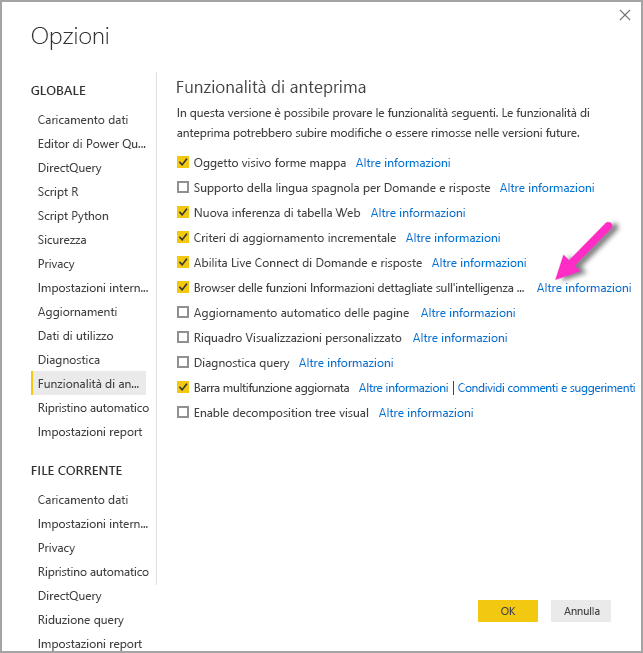 Opzioni
GLOBALE
Caricamento dati
Editor di Power Qu...
DirectQuery
Script R
Script Python
Sicurezza
Privacy
Impostazioni intern...
Aggiornamenti
Dati di utilizzo
Diagnostica
Funzionalità di an...
Ripristino automatico
Impostazioni report
FILE CORRENTE
Caricamento dati
Impostazioni intern...
Privacy
Ripristino automatico
DirectQuery
Riduzione query
Impostazioni report
Funzionalità di anteprima
In questa versione è possibile provare le funzionalità seguenti. Le funzionalità di
anteprima potrebbero subire modifiche o essere rimosse nelle versioni future.
Oggetto visivo forme mappa Altre informazioni
Supporto della lingua spagnola per Domande e risposte Altre informazioni
Nuova inferenza di tabella Web Altre informazioni
Criteri di aggiornamento incrementale Altre informazioni
Abilita Live Connect di Domande e risposte Altre informazioni
Browser delle funzioni Informazioni dettagliate sull'intelligenza ... Altre informazioni
Aggiornamento automatico delle pagine Altre informazioni
Riquadro Visualizzazioni personalizzato Altre informazioni
Diagnostica query Altre informazioni
Barra multifunzione aggiornata Altre informazioni | Condividi commenti e suggerimenti
Enable decomposition tree visual Altre informazioni
OK Annulla